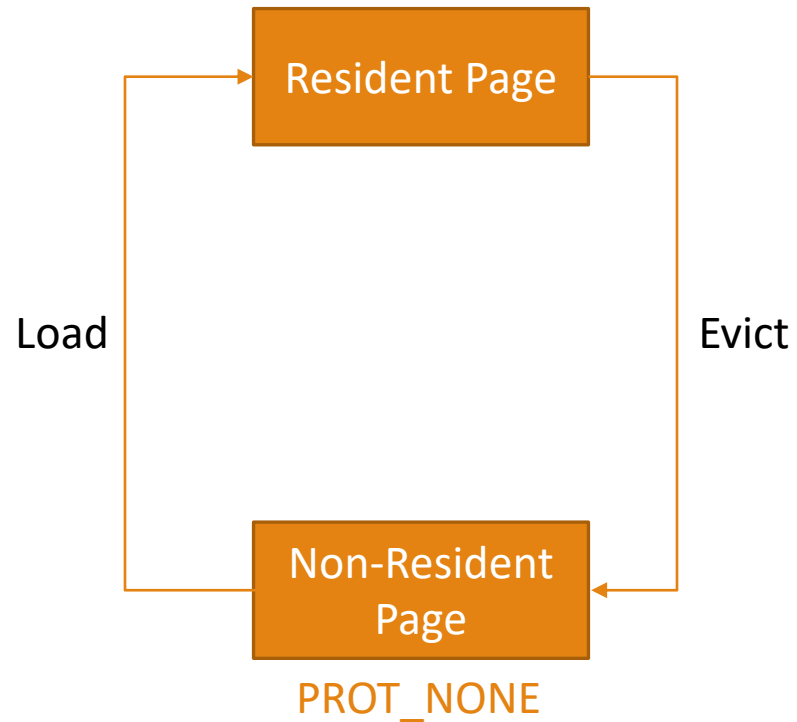 Resident Page
Load
Evict
Non-Resident
Page
PROT_NONE